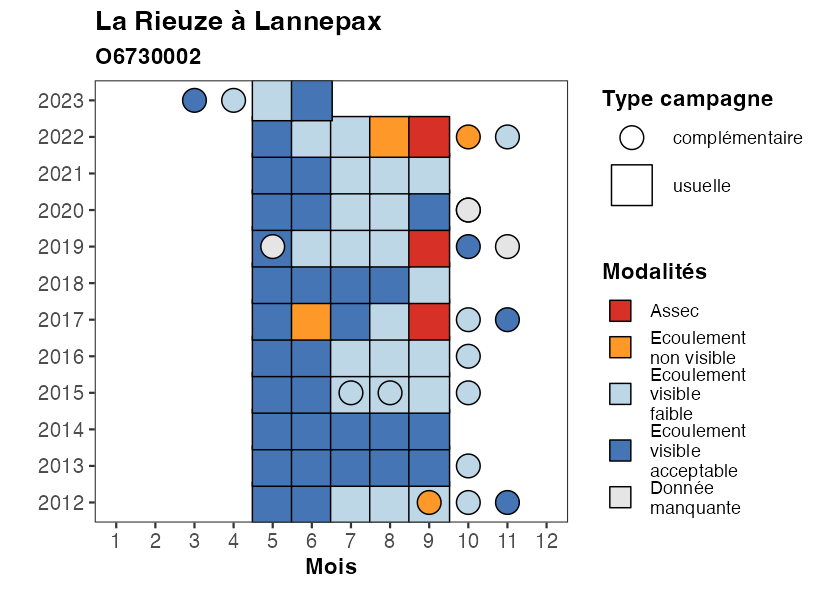 La Rieuze à Lannepax
O6730002
2023
2022
2021
2020
2019
2018
2017
2016
2015
2014
2013
2012
1 2 3 4 5 6 7 8 9 10 11 12
Mois
Type campagne
complémentaire
usuelle
Modalités
Assec
Ecoulement
non visible
Ecoulement
visible
faible
Ecoulement
visible
acceptable
Donnée
manquante